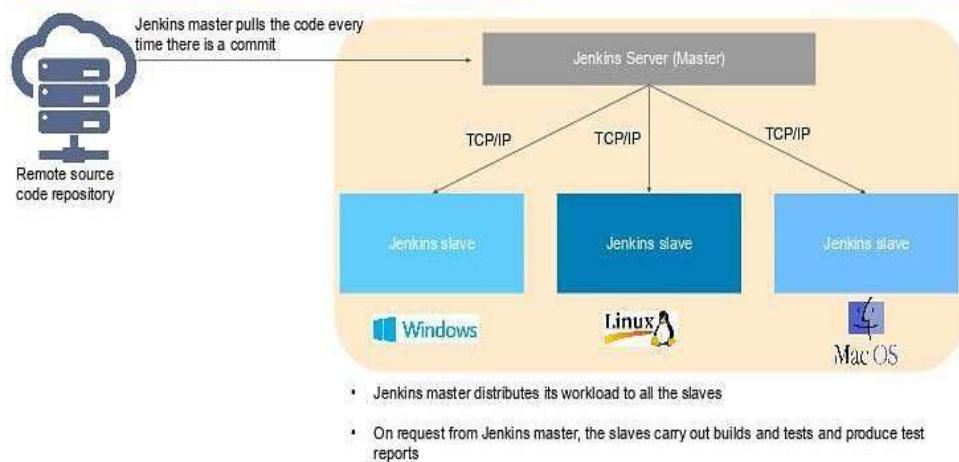 Jenkins master pulls the code every
time there is a commit
Jenkins Server (Master)
TCP/IP
TCP/IP
TCP/IP
Remote source
code repository
Jenkins slave
Jenkins slave
Jenkins slave
Windows
Linux
Mac OS
• Jenkins master distributes its workload to all the slaves
• On request from Jenkins master, the slaves carry out builds and tests and produce test
reports